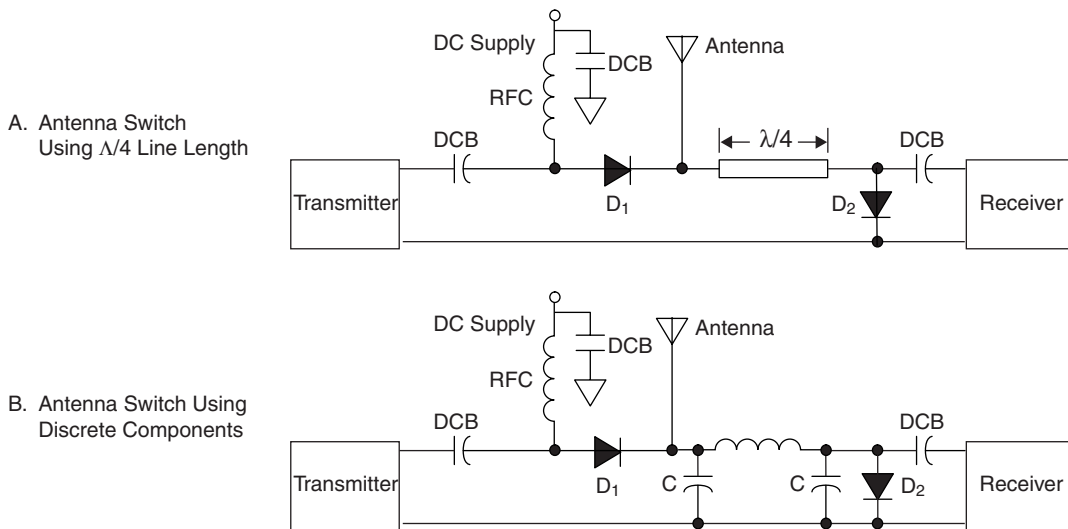 DC Supply
DCB
Antenna
RFC
A. Antenna Switch
Using Λ/4 Line Length
DCB
λ/4
DCB
Transmitter
D₁
D₂
Receiver
DC Supply
DCB
Antenna
RFC
B. Antenna Switch Using
Discrete Components
DCB
DCB
Transmitter
D₁
C
C
D₂
Receiver